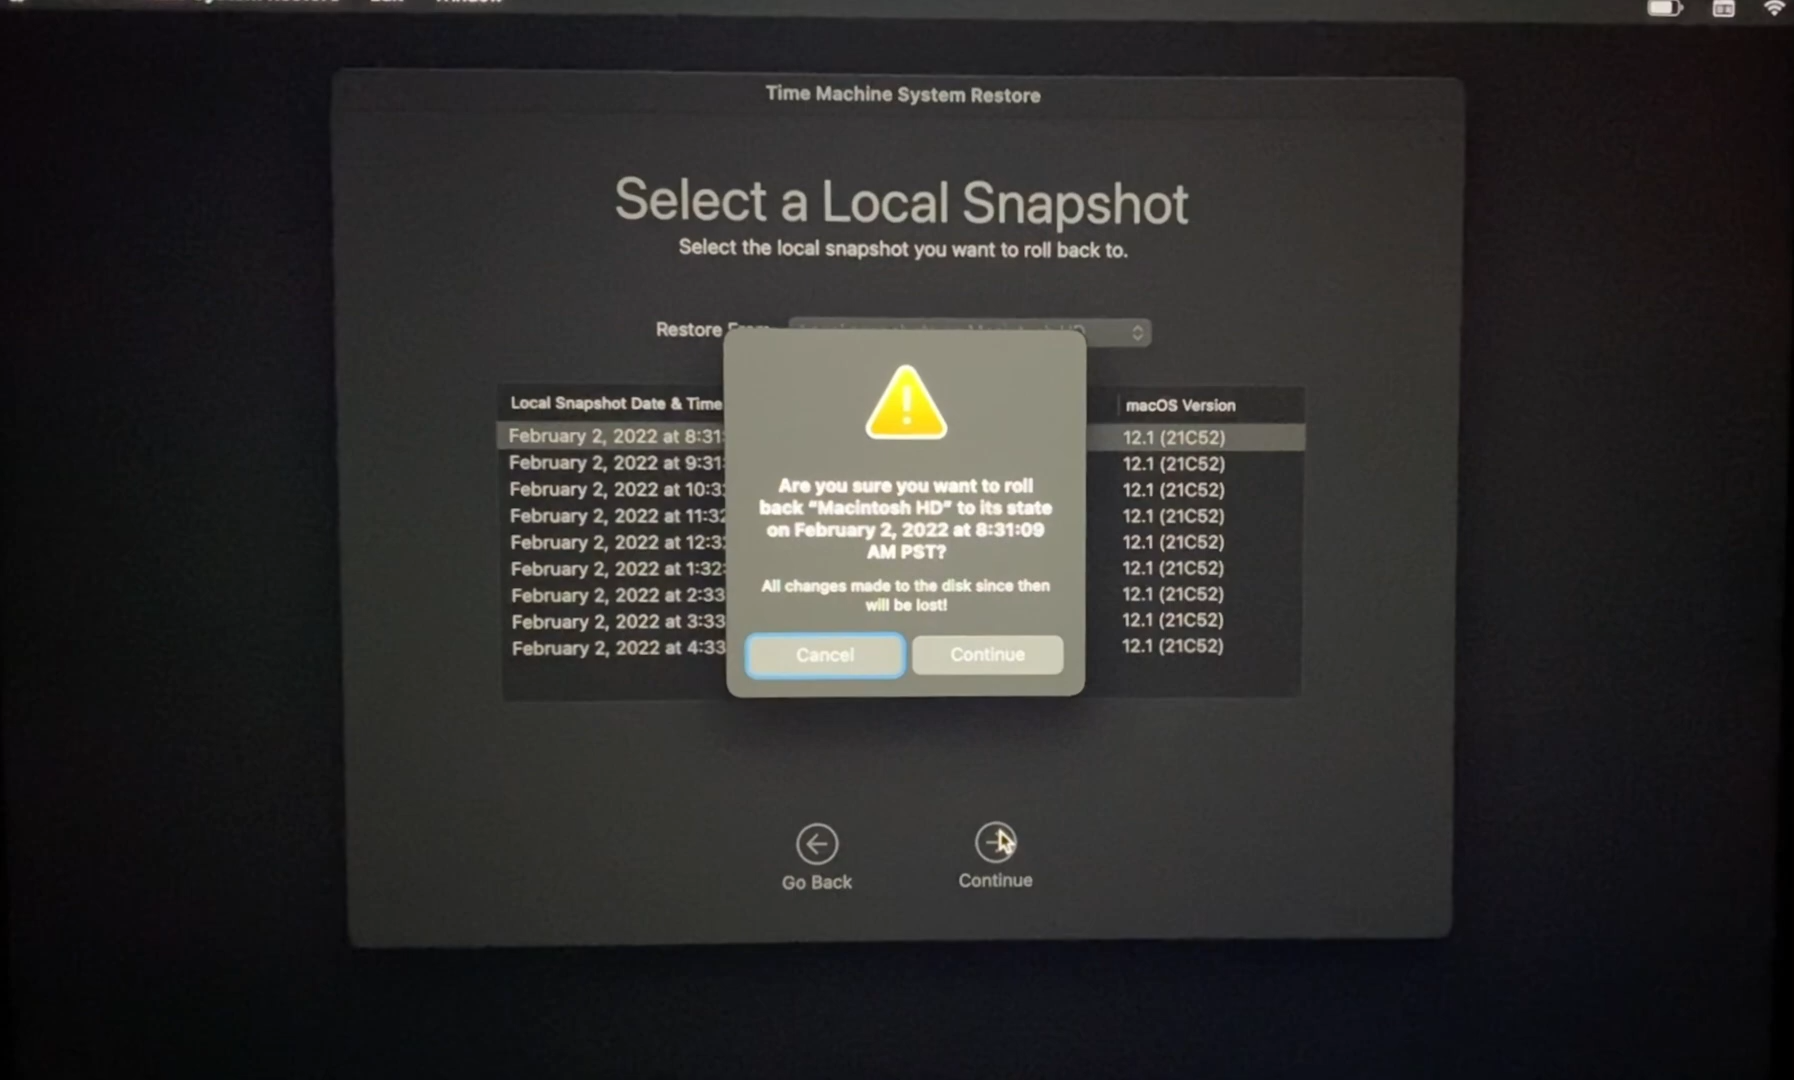 Time Machine System Restore
Select a Local Snapshot
Select the local snapshot you want to roll back to.
Restore
Local Snapshot Date & Time
macOS Version
February 2, 2022 at 8:31
12.1 (21C52)
February 2, 2022 at 9:31
12.1 (21C52)
February 2, 2022 at 10:3
12.1 (21C52)
February 2, 2022 at 11:32
12.1 (21C52)
February 2, 2022 at 12:3
12.1 (21C52)
February 2, 2022 at 1:32
12.1 (21C52)
February 2, 2022 at 2:33
12.1 (21C52)
February 2, 2022 at 3:33
12.1 (21C52)
February 2, 2022 at 4:33
12.1 (21C52)
Are you sure you want to roll
back “Macintosh HD” to its state
on February 2, 2022 at 8:31:09
AM PST?
All changes made to the disk since then
will be lost!
Cancel
Continue
Go Back
Continue